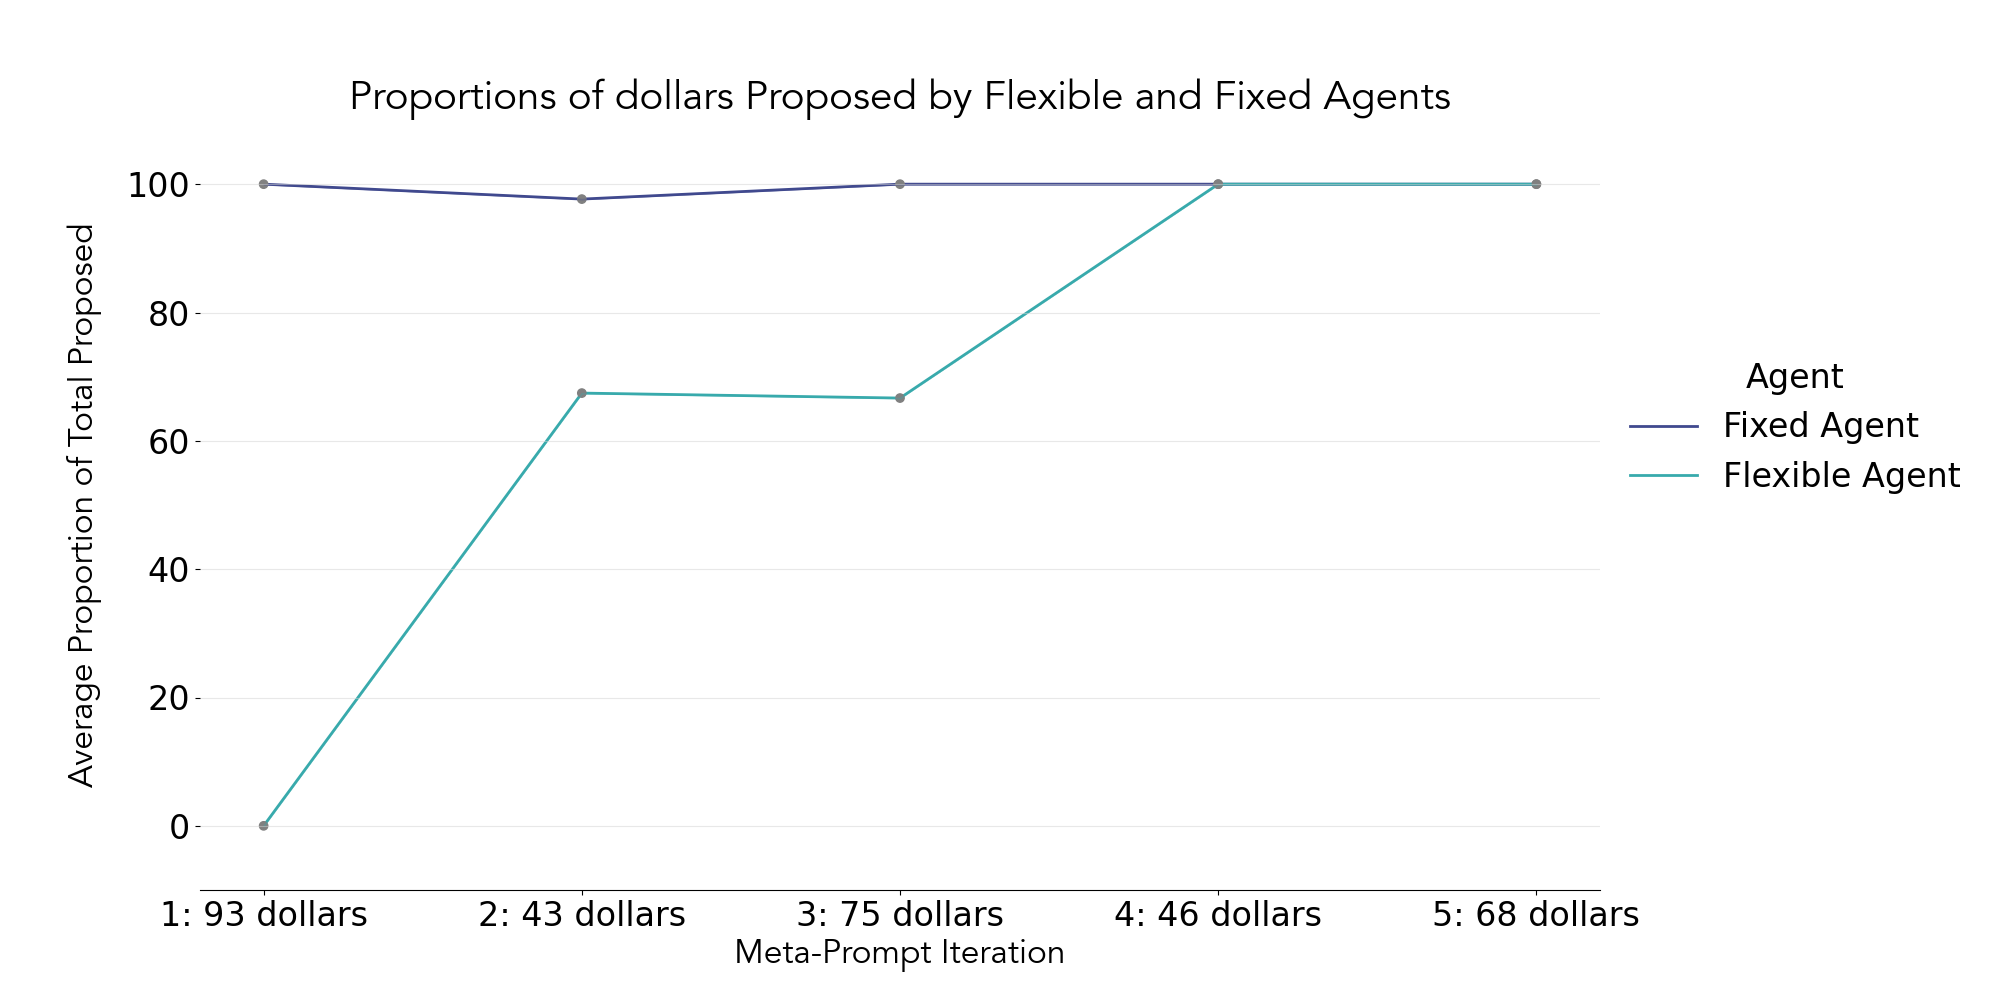 Proportions of dollars Proposed by Flexible and Fixed Agents
Average Proportion of Total Proposed
100
80
60
40
20
0
1: 93 dollars
2: 43 dollars
3: 75 dollars
4: 46 dollars
5: 68 dollars
Meta-Prompt Iteration
Agent
Fixed Agent
Flexible Agent